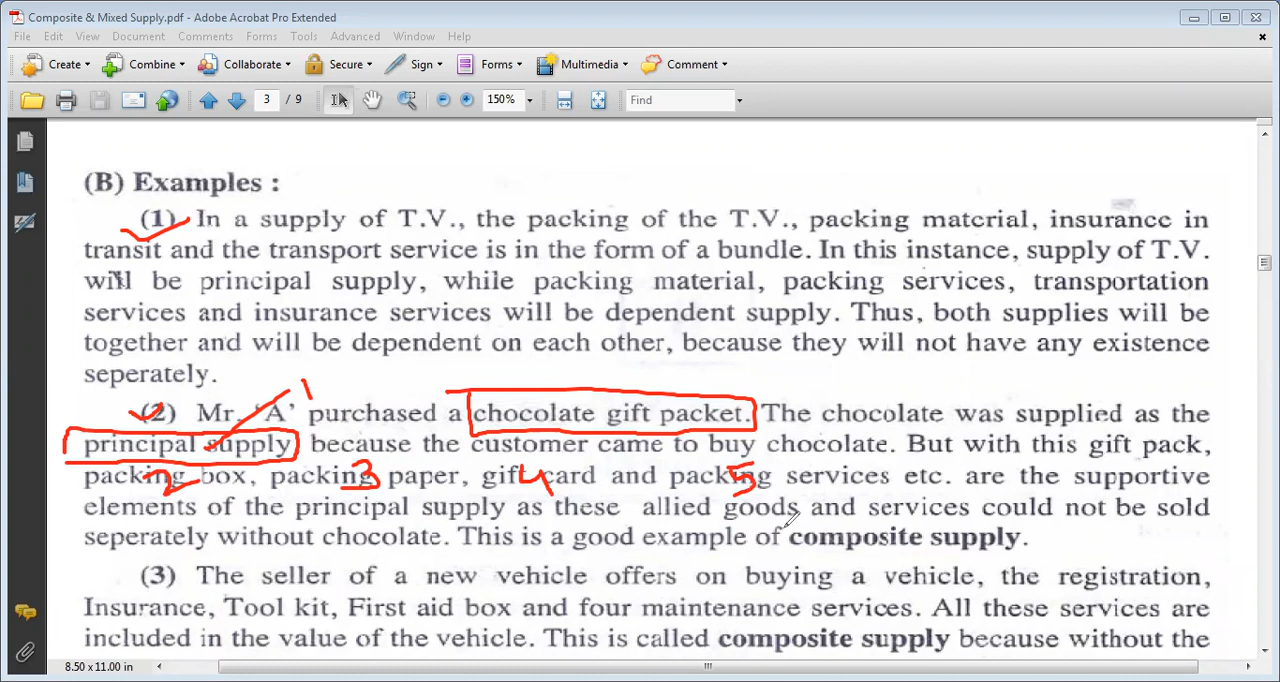 Composite & Mixed Supply.pdf - Adobe Acrobat Pro Extended
File Edit View Document Comments Forms Tools Advanced Window Help
Create Combine Collaborate Secure Sign Forms Multimedia Comment
3 / 9 150% Find
(B) Examples :
(1) In a supply of T.V., the packing of the T.V., packing material, insurance in
transit and the transport service is in the form of a bundle. In this instance, supply of T.V.
will be principal supply, while packing material, packing services, transportation
services and insurance services will be dependent supply. Thus, both supplies will be
together and will be dependent on each other, because they will not have any existence
seperately.
1
(2) Mr. ‘A’ purchased a chocolate gift packet. The chocolate was supplied as the
principal supply because the customer came to buy chocolate. But with this gift pack,
packing box, packing paper, gift card and packing services etc. are the supportive
2 3 4 5
elements of the principal supply as these allied goods and services could not be sold
seperately without chocolate. This is a good example of composite supply.
(3) The seller of a new vehicle offers on buying a vehicle, the registration,
Insurance, Tool kit, First aid box and four maintenance services. All these services are
included in the value of the vehicle. This is called composite supply because without the
8.50 x 11.00 in